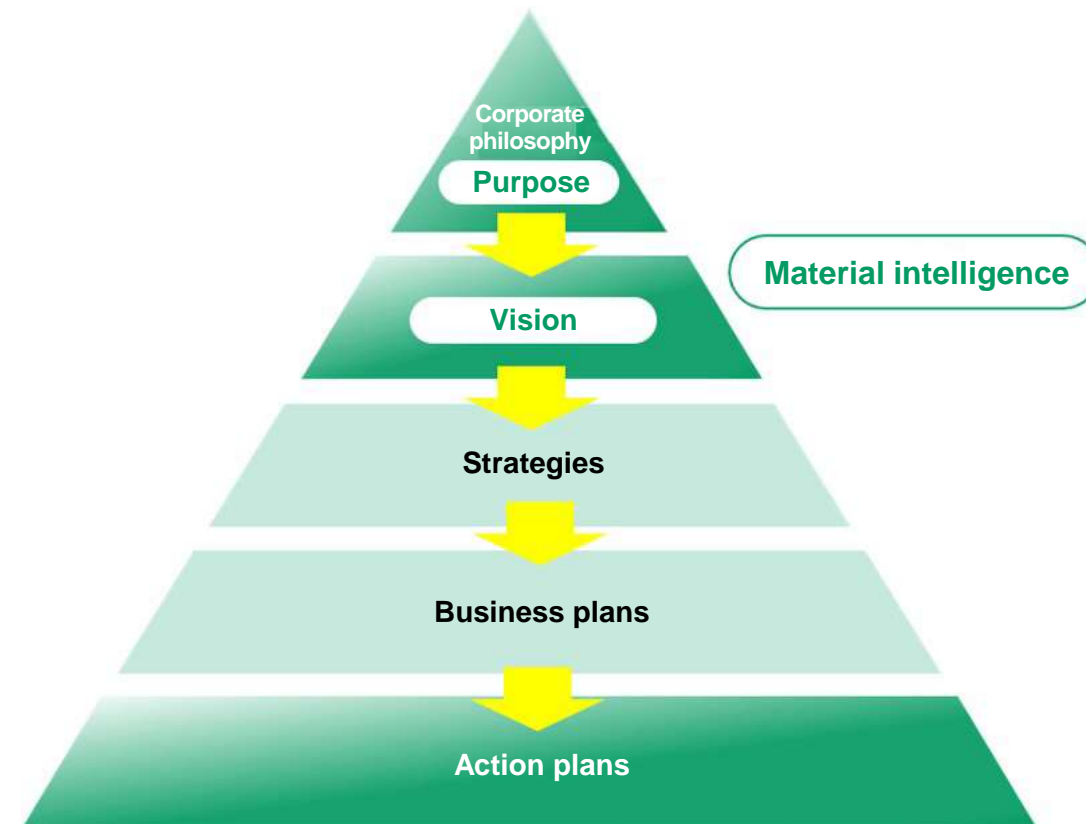 Corporate
philosophy
Purpose
Material intelligence
Vision
Strategies
Business plans
Action plans